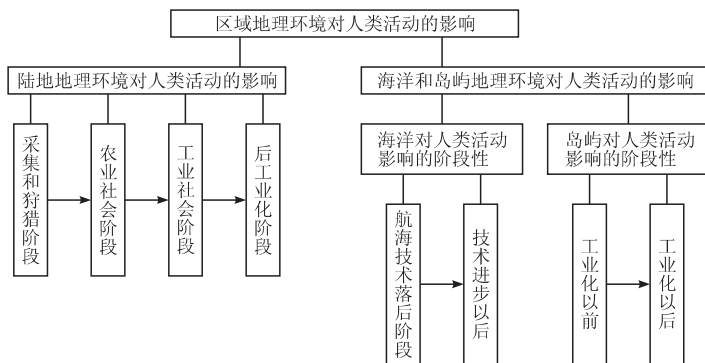 区域地理环境对人类活动的影响
陆地地理环境对人类活动的影响
海洋和岛屿地理环境对人类活动的影响
采集和狩猎阶段
农业社会阶段
工业社会阶段
后工业化阶段
海洋对人类活动
影响的阶段性
岛屿对人类活动
影响的阶段性
航海技术落后阶段
技术进步以后
工业化以前
工业化以后